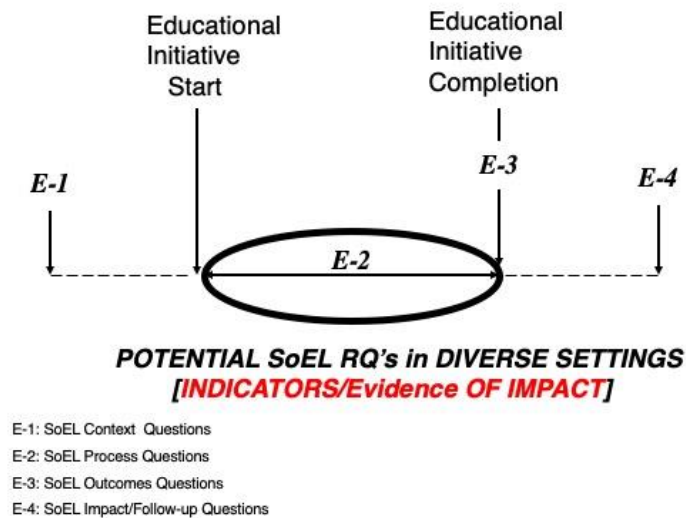 Educational
Initiative
Start
Educational
Initiative
Completion
E-1
E-3
E-4
E-2
POTENTIAL SoEL RQ's in DIVERSE SETTINGS
[INDICATORS/Evidence OF IMPACT]
E-1: SoEL Context Questions
E-2: SoEL Process Questions
E-3: SoEL Outcomes Questions
E-4: SoEL Impact/Follow-up Questions